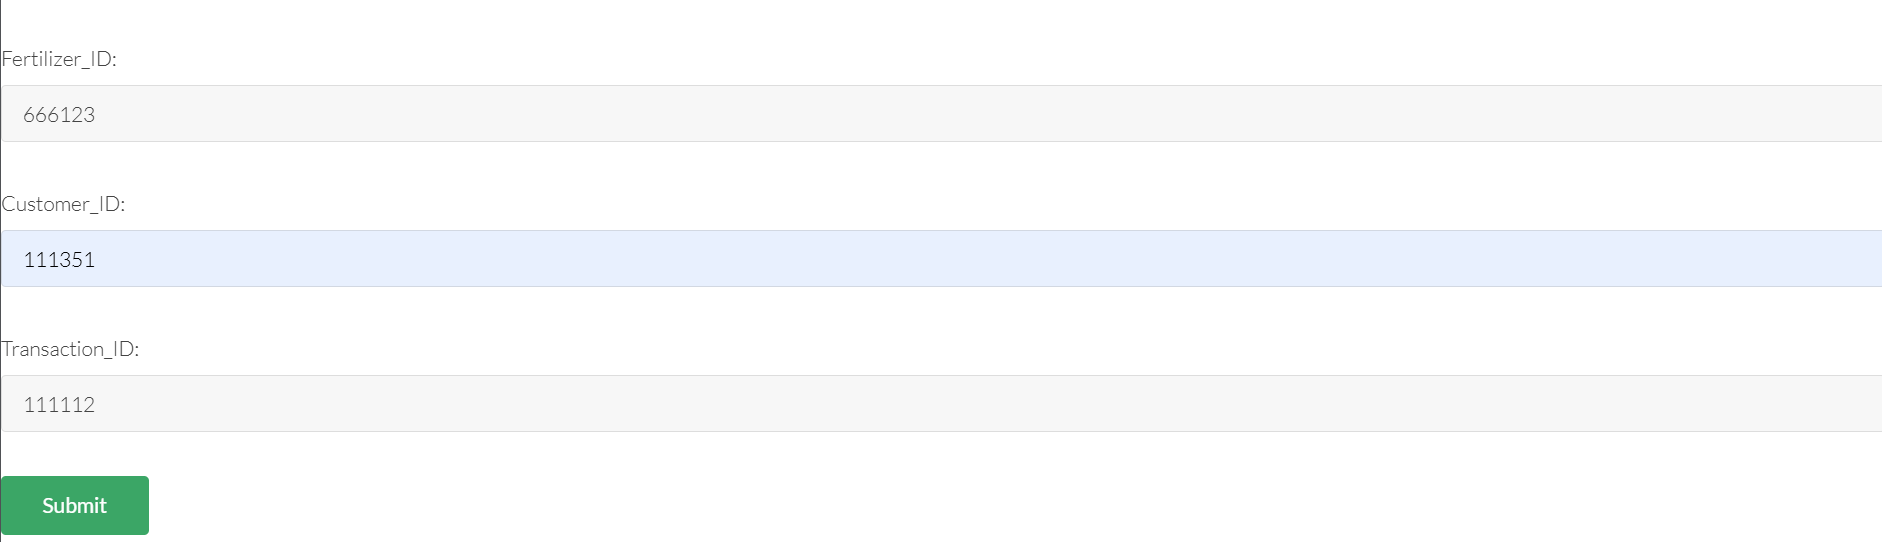 Fertilizer_ID:
666123
Customer_ID:
111351
Transaction_ID:
111112
Submit